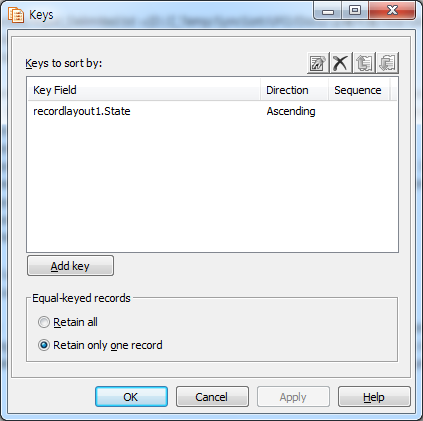 Keys
Keys to sort by:
Key Field Direction Sequence
recordlayout1.State Ascending
Add key
Equal-keyed records
Retain all
Retain only one record
OK Cancel Apply Help